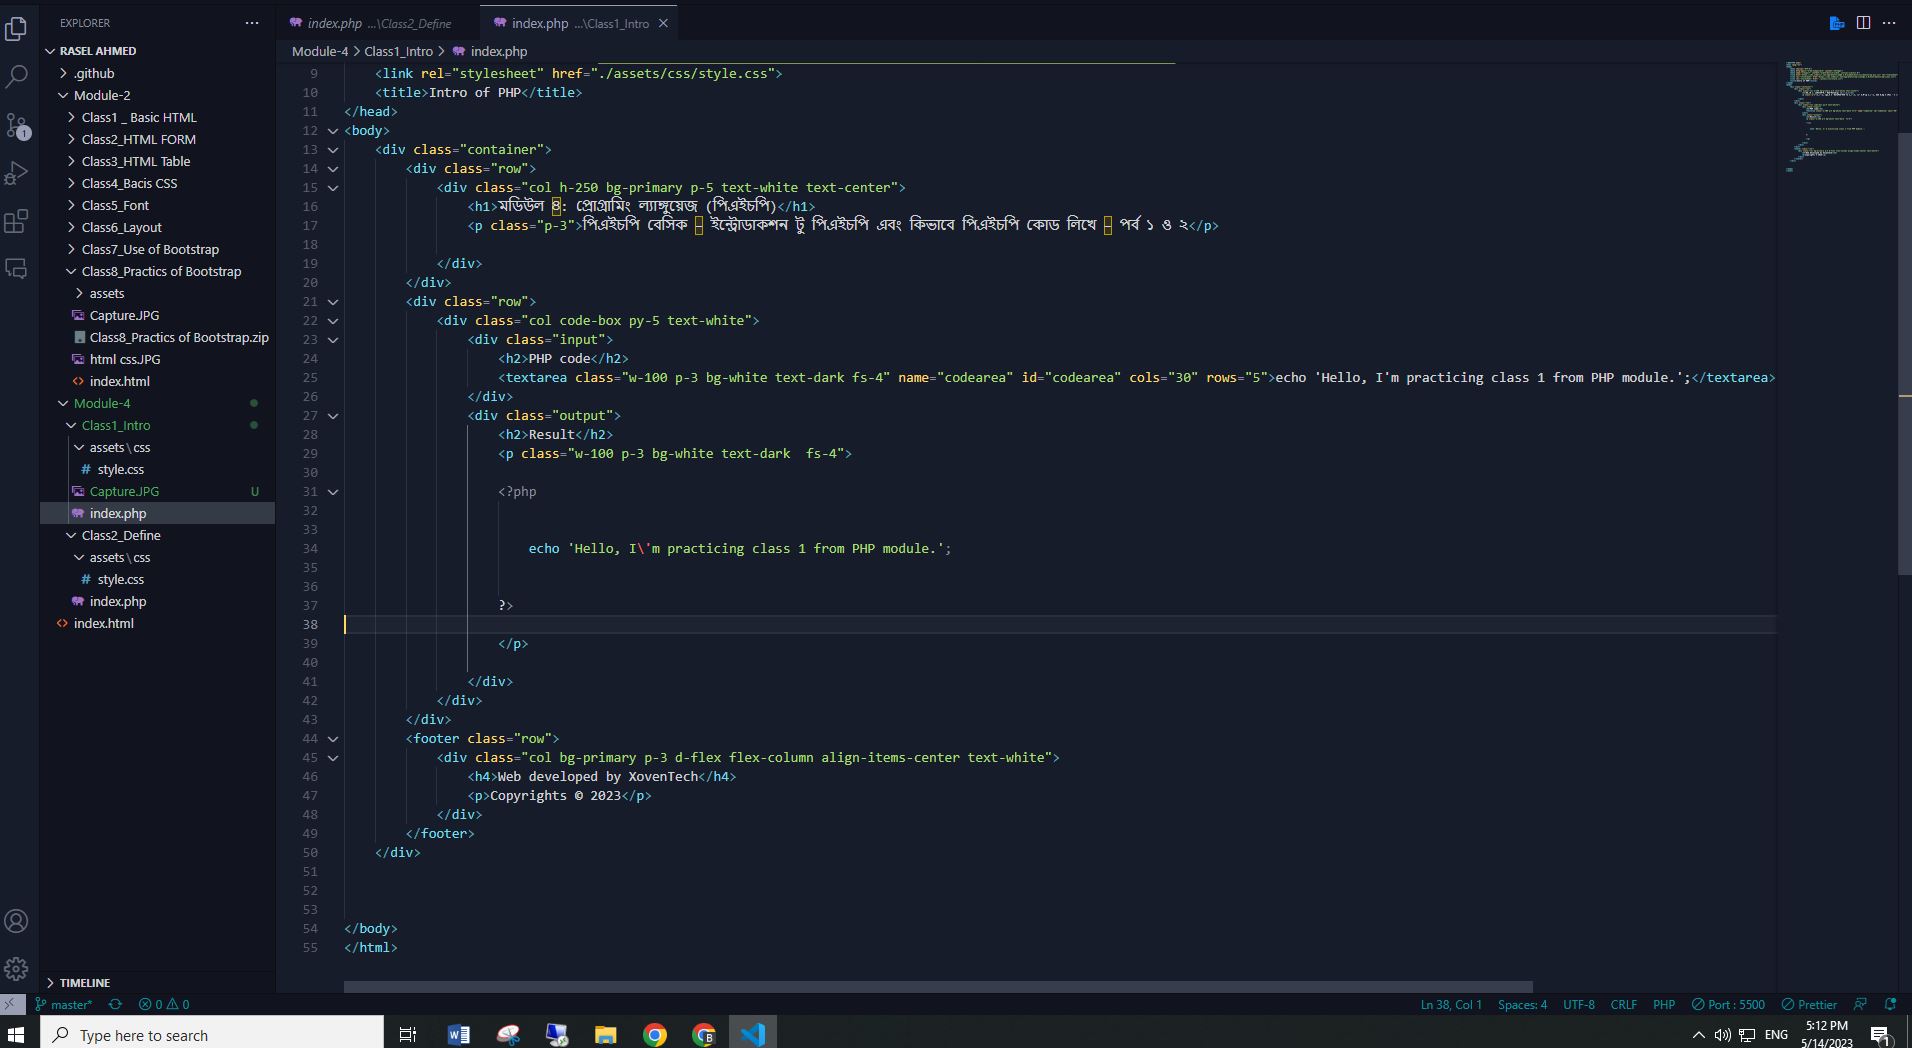 EXPLORER
RASEL AHMED
.github
Module-2
Class1 _ Basic HTML
Class2_HTML FORM
Class3_HTML Table
Class4_Bacis CSS
Class5_Font
Class6_Layout
Class7_Use of Bootstrap
Class8_Practics of Bootstrap
assets
Capture.JPG
Class8_Practics of Bootstrap.zip
html css.JPG
index.html
Module-4
Class1_Intro
assets\css
# style.css
Capture.JPG U
index.php
Class2_Define
assets\css
# style.css
index.php
index.html
TIMELINE
index.php ...\Class2_Define
index.php ...\Class1_Intro
Module-4 > Class1_Intro > index.php
9 <link rel="stylesheet" href="./assets/css/style.css">
10 <title>Intro of PHP</title>
11 </head>
12 <body>
13 <div class="container">
14 <div class="row">
15 <div class="col h-250 bg-primary p-5 text-white text-center">
16 <h1>মডিউল ৪: প্রোগ্রামিং ল্যাঙ্গুয়েজ (পিএইচপি)</h1>
17 <p class="p-3">পিএইচপি বেসিক – ইন্ট্রোডাকশন টু পিএইচপি এবং কিভাবে পিএইচপি কোড লিখে – পর্ব ১ ও ২</p>
18
19 </div>
20 </div>
21 <div class="row">
22 <div class="col code-box py-5 text-white">
23 <div class="input">
24 <h2>PHP code</h2>
25 <textarea class="w-100 p-3 bg-white text-dark fs-4" name="codearea" id="codearea" cols="30" rows="5">echo 'Hello, I'm practicing class 1 from PHP module.';</textarea>
26 </div>
27 <div class="output">
28 <h2>Result</h2>
29 <p class="w-100 p-3 bg-white text-dark  fs-4">
30
31 <?php
32
33
34 echo 'Hello, I\'m practicing class 1 from PHP module.';
35
36
37 ?>
38
39 </p>
40
41 </div>
42 </div>
43 </div>
44 <footer class="row">
45 <div class="col bg-primary p-3 d-flex flex-column align-items-center text-white">
46 <h4>Web developed by XovenTech</h4>
47 <p>Copyrights © 2023</p>
48 </div>
49 </footer>
50 </div>
51
52
53
54 </body>
55 </html>
master* 0 0 Ln 38, Col 1 Spaces: 4 UTF-8 CRLF PHP Port : 5500 Prettier
Type here to search
ENG
5:12 PM
5/14/2023
1